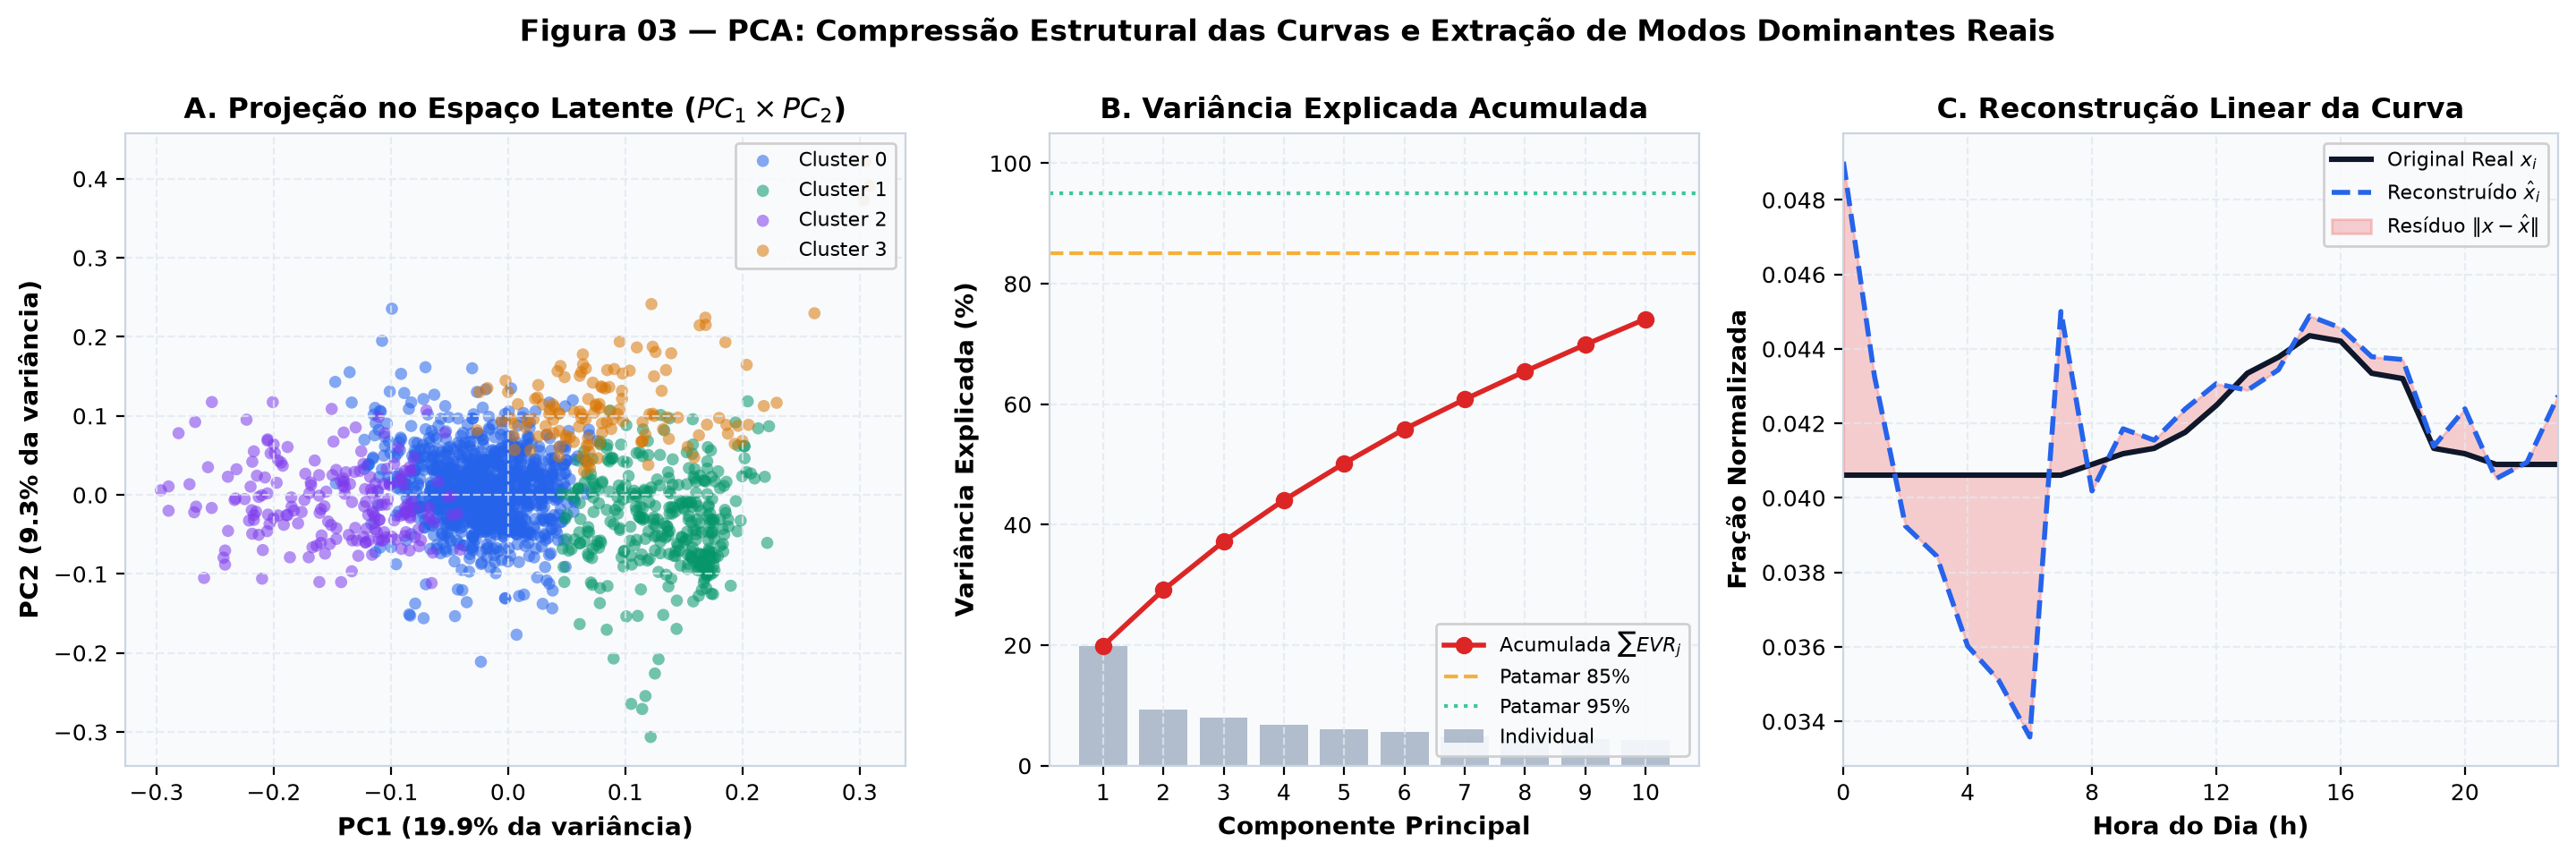 Figura 03 — PCA: Compressão Estrutural das Curvas e Extração de Modos Dominantes Reais
A. Projeção no Espaço Latente (PC₁ × PC₂)
Cluster 0
Cluster 1
Cluster 2
Cluster 3
0.4
0.3
0.2
0.1
0.0
−0.1
−0.2
−0.3
PC2 (9.3% da variância)
−0.3 −0.2 −0.1 0.0 0.1 0.2 0.3
PC1 (19.9% da variância)
B. Variância Explicada Acumulada
100
80
60
40
20
0
Variância Explicada (%)
Acumulada ∑EVRⱼ
Patamar 85%
Patamar 95%
Individual
1 2 3 4 5 6 7 8 9 10
Componente Principal
C. Reconstrução Linear da Curva
Original Real xᵢ
Reconstruído x̂ᵢ
Resíduo ‖x − x̂‖
0.048
0.046
0.044
0.042
0.040
0.038
0.036
0.034
Fração Normalizada
0 4 8 12 16 20
Hora do Dia (h)